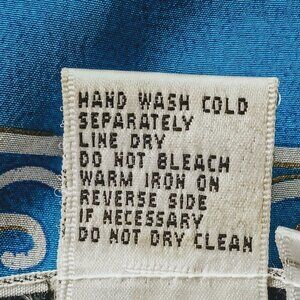 HAND WASH COLD
SEPARATELY
LINE DRY
DO NOT BLEACH
WARM IRON ON
REVERSE SIDE
IF NECESSARY
DO NOT DRY CLEAN